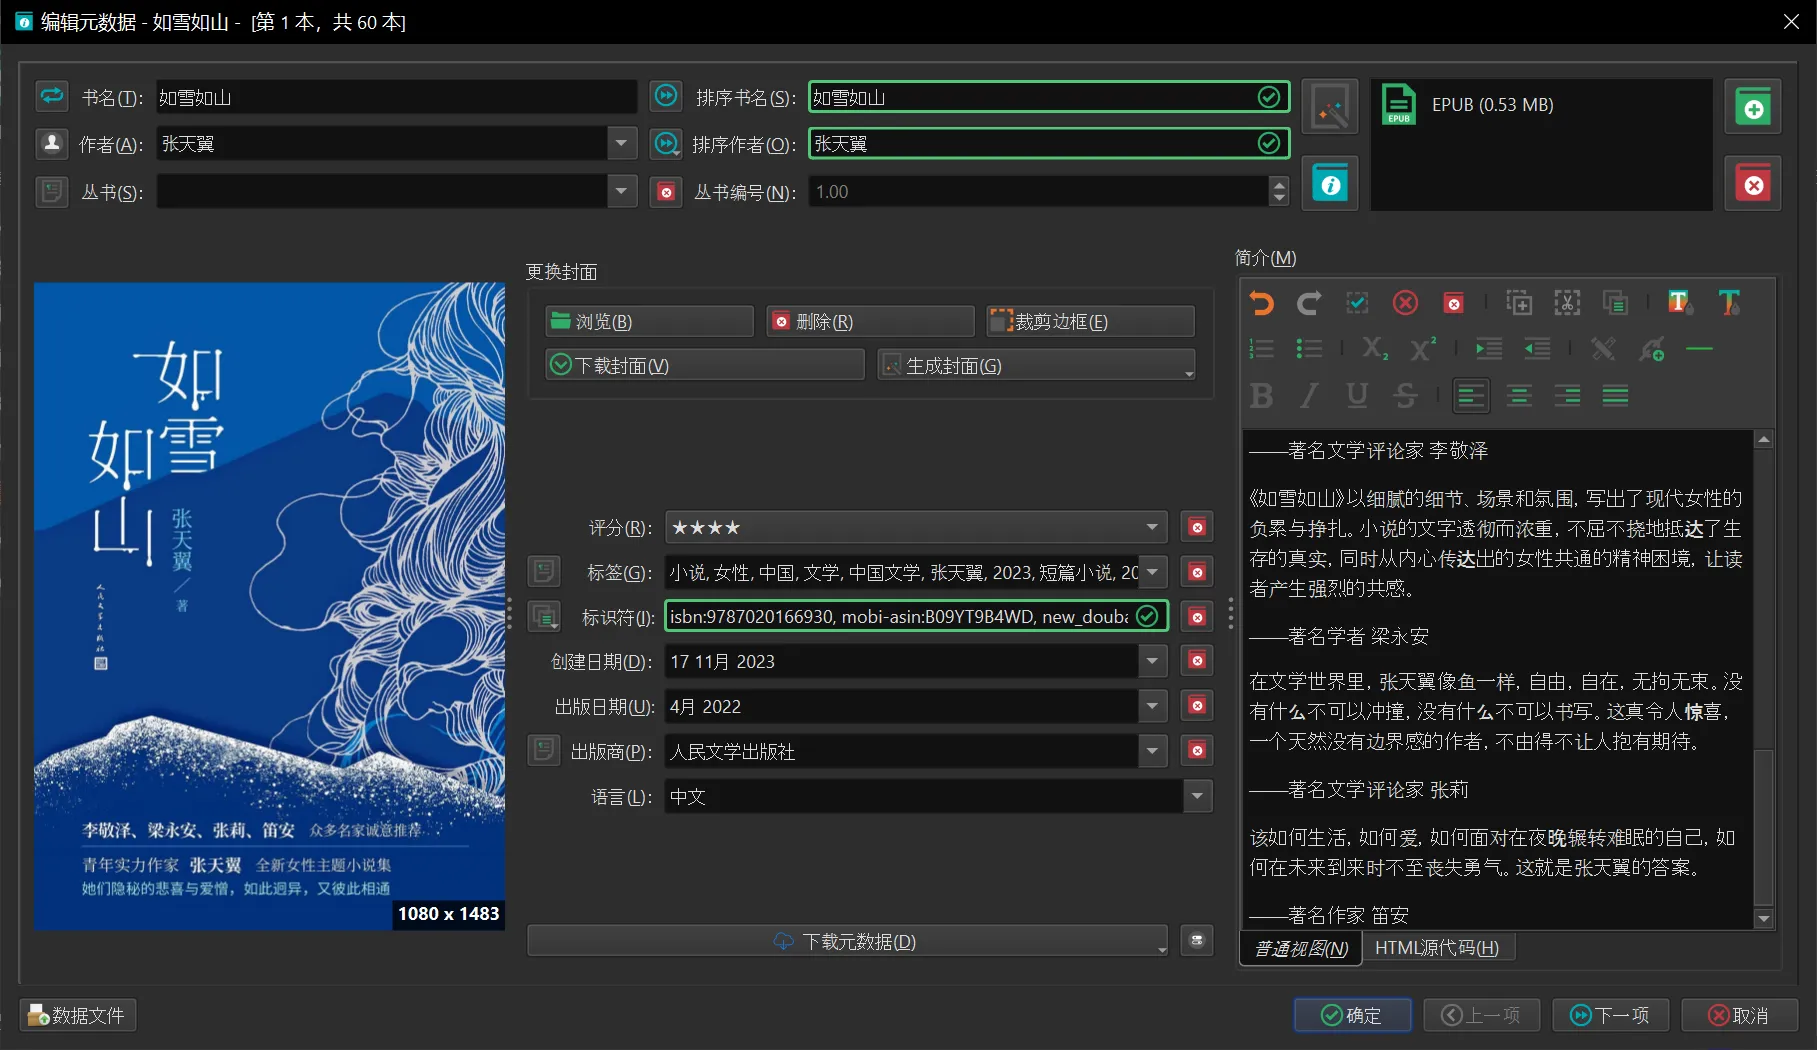 编辑元数据 - 如雪如山 - [第 1 本，共 60 本]
书名(T):
如雪如山
排序书名(S):
如雪如山
EPUB
EPUB (0.53 MB)
作者(A):
张天翼
排序作者(O):
张天翼
丛书(S):
丛书编号(N):
1.00
更换封面
浏览(B)
删除(R)
裁剪边框(E)
下载封面(V)
生成封面(G)
如雪如山
张天翼/著
人民文学出版社
李敬泽、梁永安、张莉、笛安 众多名家诚意推荐
青年实力作家 张天翼 全新女性主题小说集
她们隐秘的悲喜与爱憎，如此迥异，又彼此相通
1080 x 1483
评分(R):
★★★★
标签(G):
小说, 女性, 中国, 文学, 中国文学, 张天翼, 2023, 短篇小说, 20
标识符(I):
isbn:9787020166930, mobi-asin:B09YT9B4WD, new_douba
创建日期(D):
17 11月 2023
出版日期(U):
4月 2022
出版商(P):
人民文学出版社
语言(L):
中文
下载元数据(D)
简介(M)
——著名文学评论家 李敬泽
《如雪如山》以细腻的细节、场景和氛围，写出了现代女性的
负累与挣扎。小说的文字透彻而浓重，不屈不挠地抵达了生
存的真实，同时从内心传达出的女性共通的精神困境，让读
者产生强烈的共感。
——著名学者 梁永安
在文学世界里，张天翼像鱼一样，自由，自在，无拘无束。没
有什么不可以冲撞，没有什么不可以书写。这真令人惊喜，
一个天然没有边界感的作者，不由得不让人抱有期待。
——著名文学评论家 张莉
该如何生活，如何爱，如何面对在夜晚辗转难眠的自己，如
何在未来到来时不至丧失勇气。这就是张天翼的答案。
——著名作家 笛安
普通视图(N)
HTML源代码(H)
数据文件
确定
上一项
下一项
取消